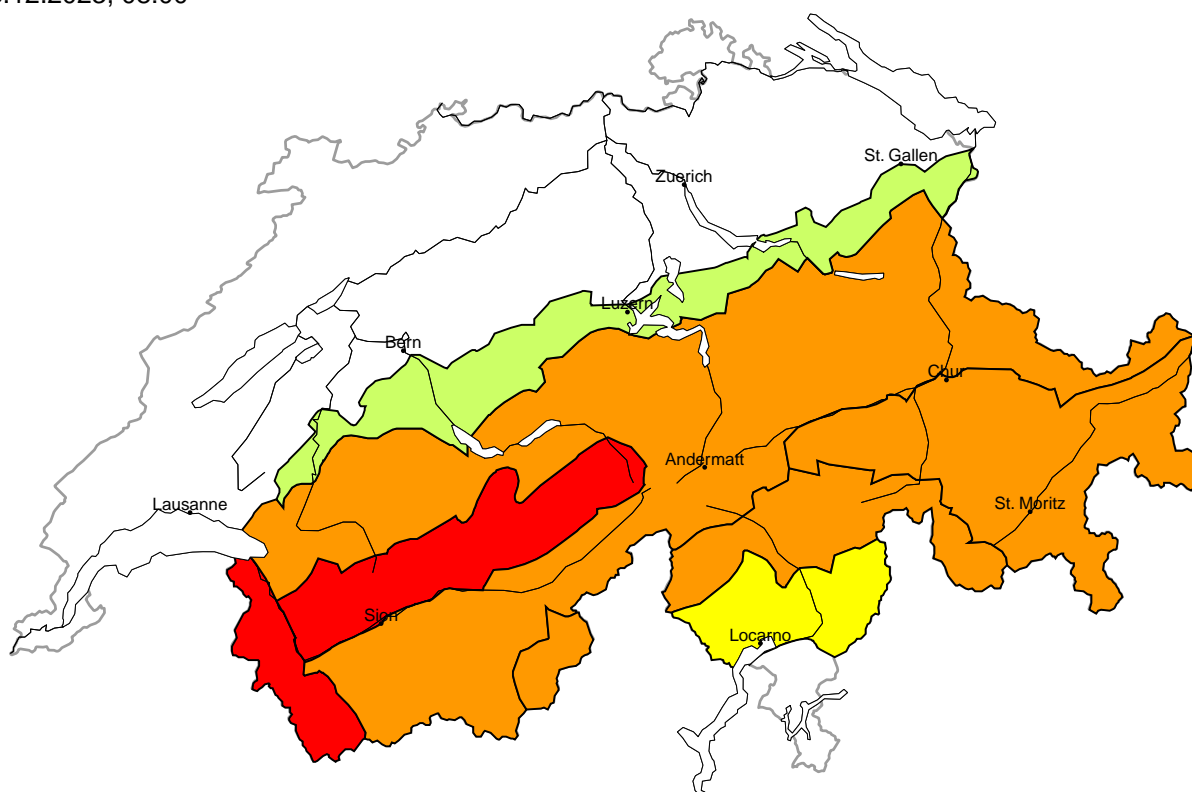 St. Gallen
Zuerich
Luzern
Bern
Chur
Andermatt
Lausanne
St. Moritz
Sion
Locarno